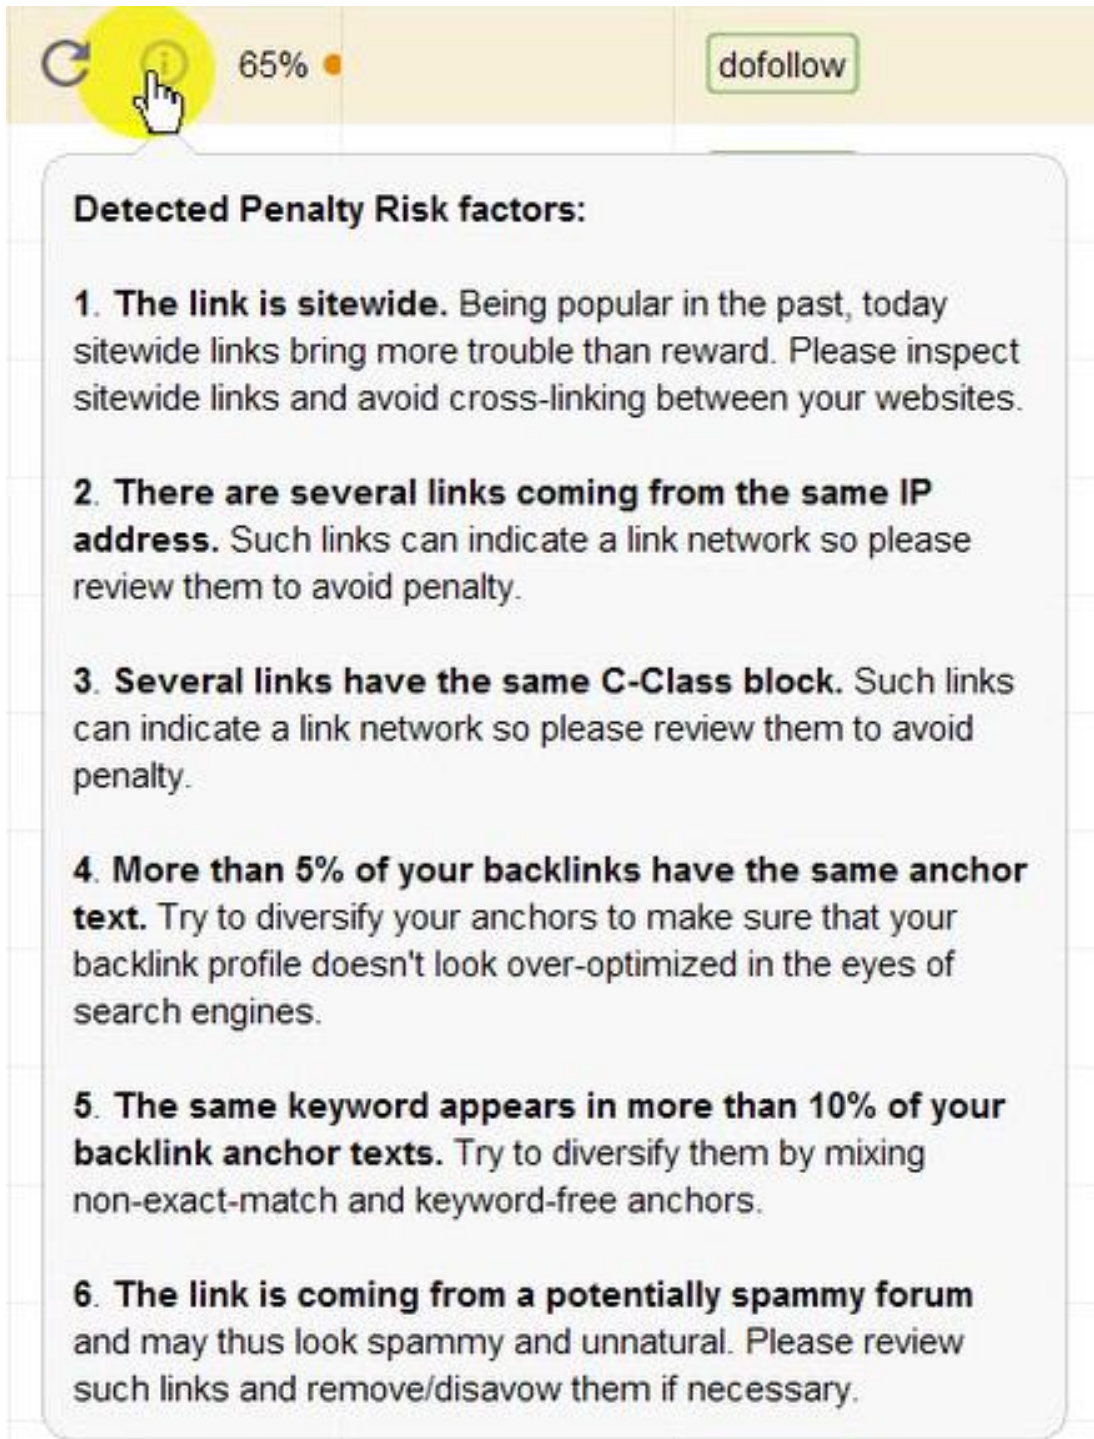 65%
dofollow
Detected Penalty Risk factors:
1. The link is sitewide. Being popular in the past, today
sitewide links bring more trouble than reward. Please inspect
sitewide links and avoid cross-linking between your websites.
2. There are several links coming from the same IP
address. Such links can indicate a link network so please
review them to avoid penalty.
3. Several links have the same C-Class block. Such links
can indicate a link network so please review them to avoid
penalty.
4. More than 5% of your backlinks have the same anchor
text. Try to diversify your anchors to make sure that your
backlink profile doesn't look over-optimized in the eyes of
search engines.
5. The same keyword appears in more than 10% of your
backlink anchor texts. Try to diversify them by mixing
non-exact-match and keyword-free anchors.
6. The link is coming from a potentially spammy forum
and may thus look spammy and unnatural. Please review
such links and remove/disavow them if necessary.